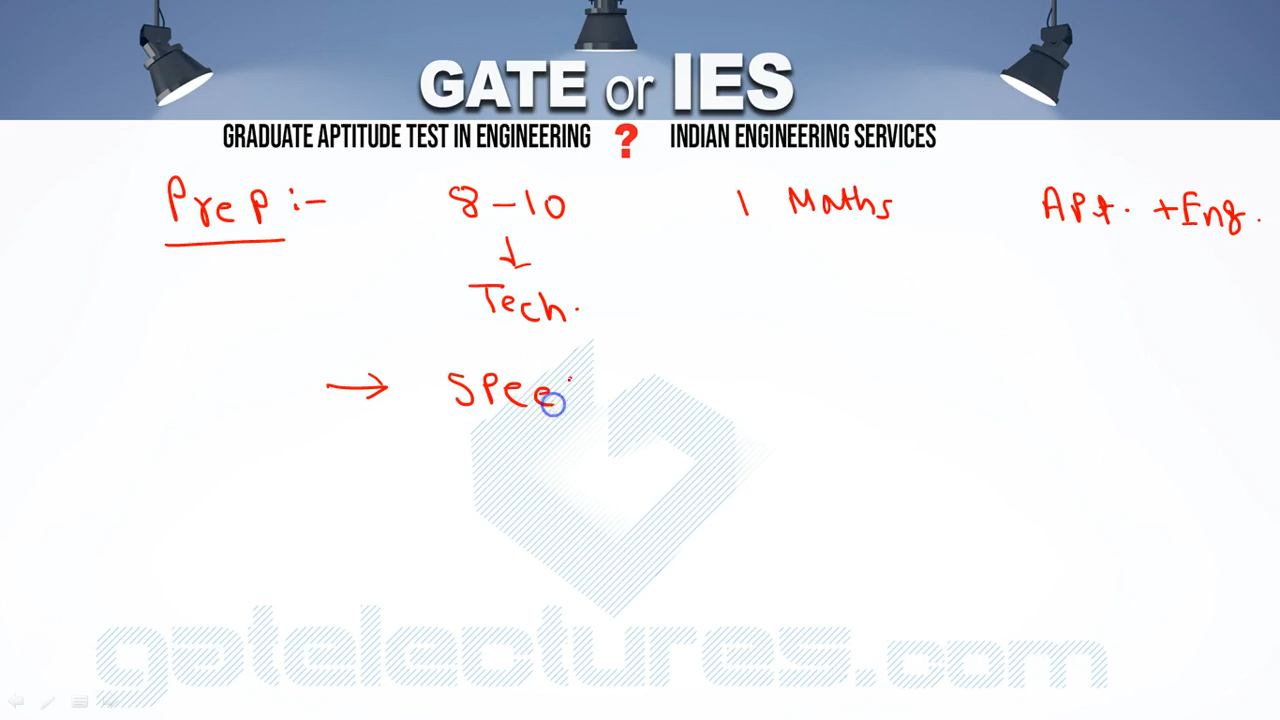 GATE or IES
GRADUATE APTITUDE TEST IN ENGINEERING ? INDIAN ENGINEERING SERVICES
Prep :- 8-10 1 Maths Apt. + Eng.
↓
Tech.
→ SPee
gatelectures.com